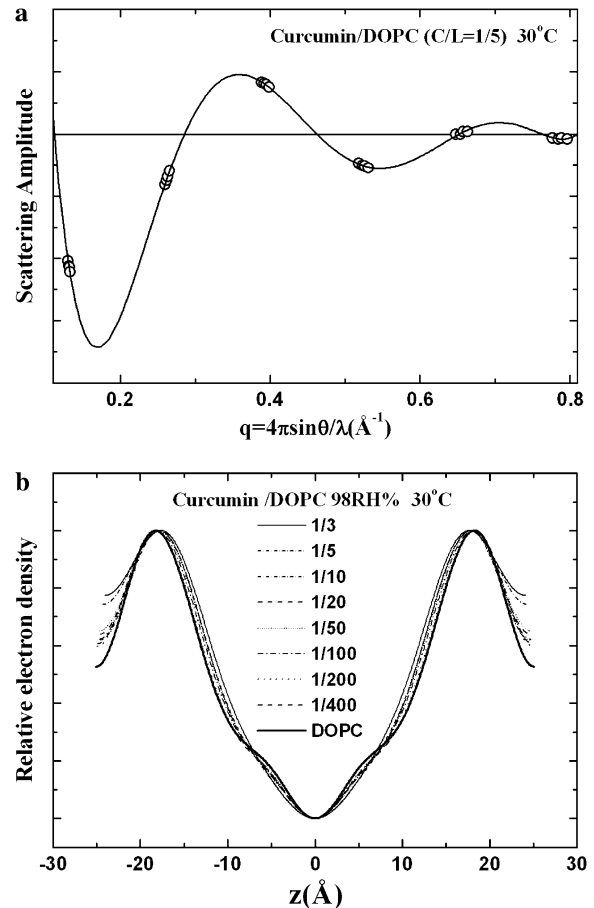 a
Curcumin/DOPC (C/L=1/5) 30°C
Scattering Amplitude
0.2 0.4 0.6 0.8
q=4πsinθ/λ(Å⁻¹)
b
Curcumin /DOPC 98RH% 30°C
1/3
1/5
1/10
1/20
1/50
1/100
1/200
1/400
DOPC
Relative electron density
-30 -20 -10 0 10 20 30
z(Å)